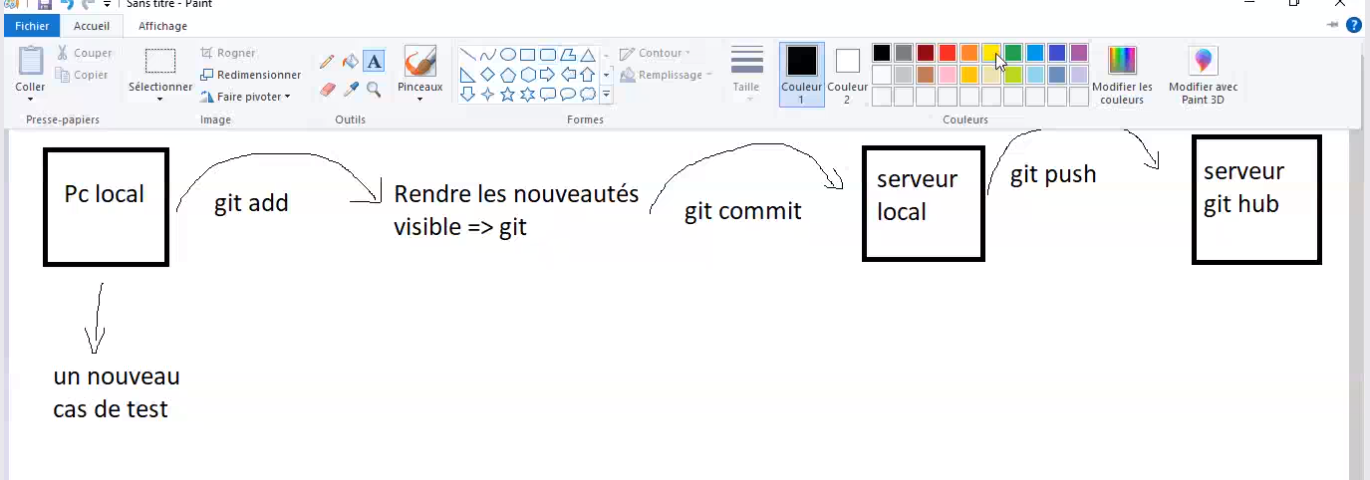 Sans titre - Paint
Fichier
Accueil
Affichage
Coller
Couper
Copier
Presse-papiers
Sélectionner
Rogner
Redimensionner
Faire pivoter
Image
A
Outils
Pinceaux
Formes
Contour
Remplissage
Taille
Couleur
1
Couleur
2
Couleurs
Modifier les
couleurs
Modifier avec
Paint 3D
Pc local
git add
Rendre les nouveautés
visible => git
git commit
serveur
local
git push
serveur
git hub
un nouveau
cas de test